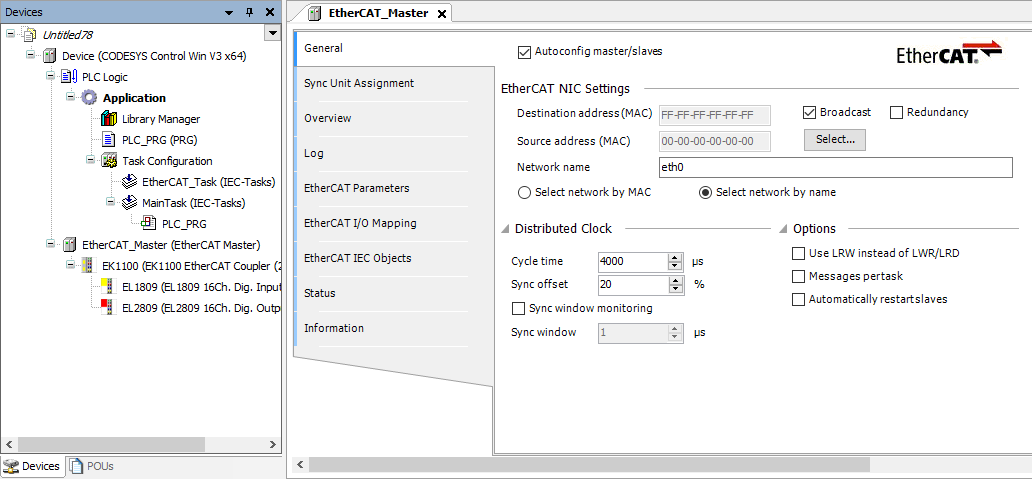 Devices
Untitled78
Device (CODESYS Control Win V3 x64)
PLC Logic
Application
Library Manager
PLC_PRG (PRG)
Task Configuration
EtherCAT_Task (IEC-Tasks)
MainTask (IEC-Tasks)
PLC_PRG
EtherCAT_Master (EtherCAT Master)
EK1100 (EK1100 EtherCAT Coupler (2
EL1809 (EL1809 16Ch. Dig. Input
EL2809 (EL2809 16Ch. Dig. Outp
Devices
POUs
EtherCAT_Master
General
Sync Unit Assignment
Overview
Log
EtherCAT Parameters
EtherCAT I/O Mapping
EtherCAT IEC Objects
Status
Information
Autoconfig master/slaves
EtherCAT®
EtherCAT NIC Settings
Destination address (MAC) FF-FF-FF-FF-FF-FF Broadcast Redundancy
Source address (MAC) 00-00-00-00-00-00 Select...
Network name eth0
Select network by MAC Select network by name
Distributed Clock
Cycle time 4000 µs
Sync offset 20 %
Sync window monitoring
Sync window 1 µs
Options
Use LRW instead of LWR/LRD
Messages per task
Automatically restart slaves